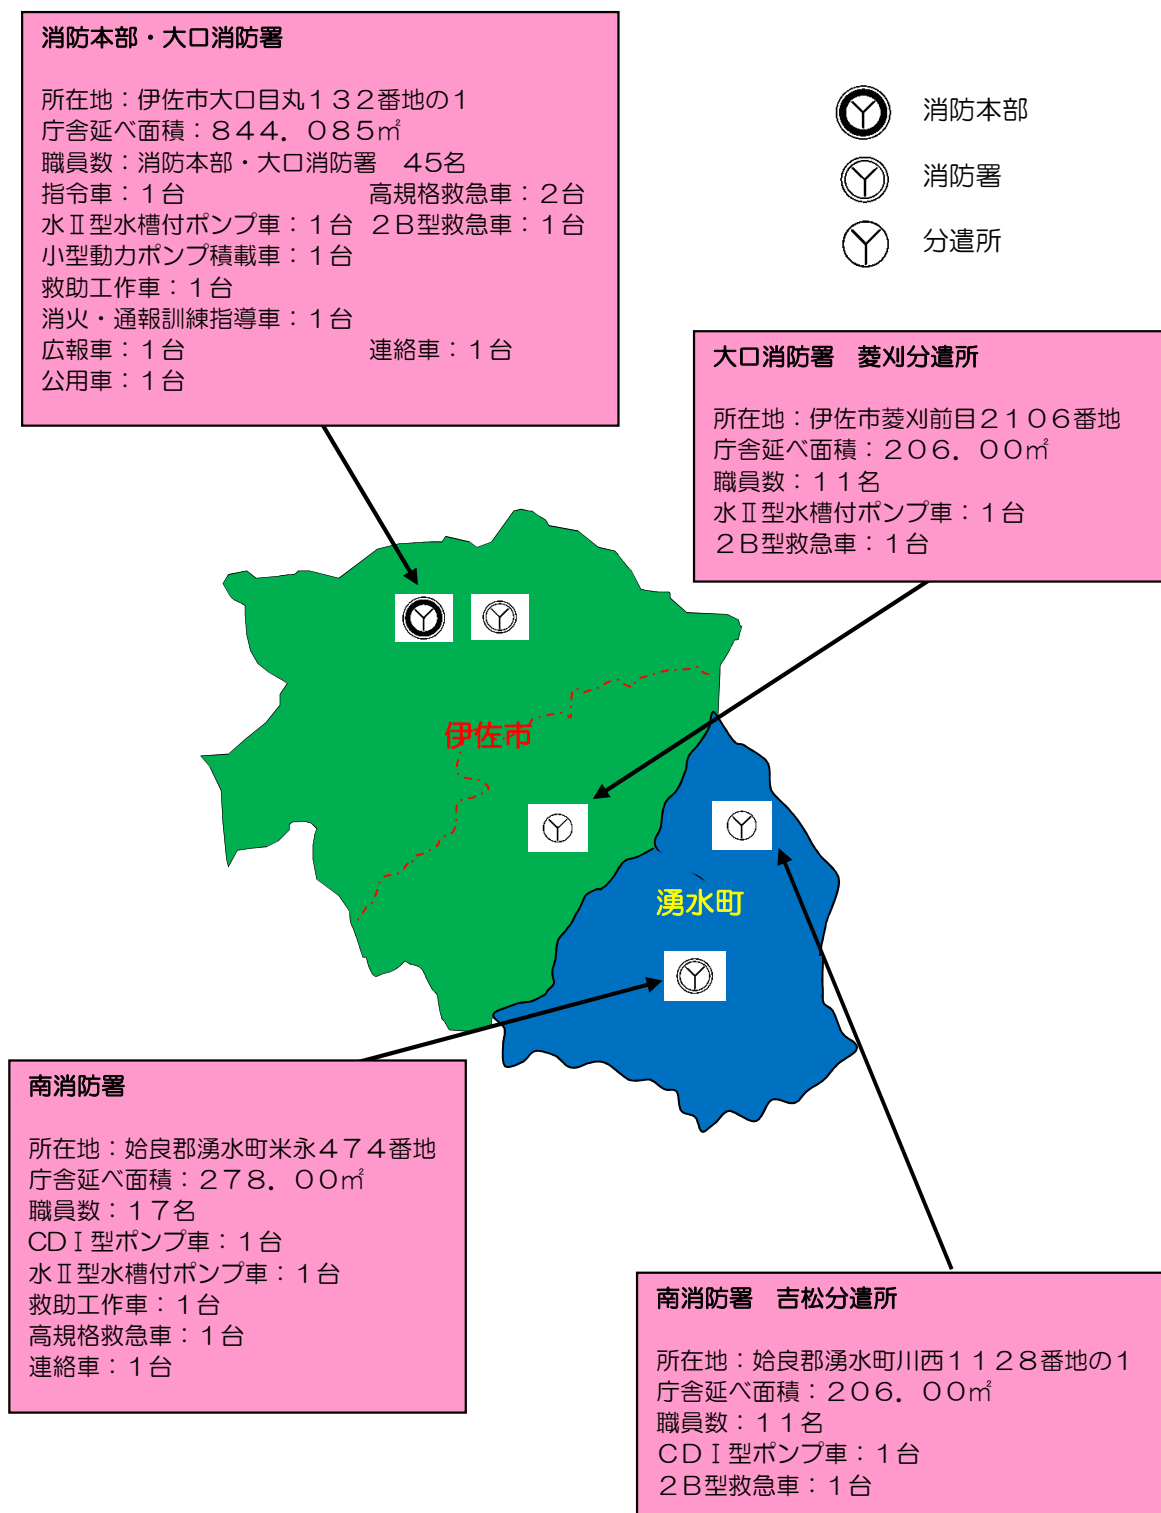 消防本部・大口消防署
所在地：伊佐市大口目丸１３２番地の１
庁舎延べ面積：８４４．０８５㎡
職員数：消防本部・大口消防署　45名
指令車：１台　高規格救急車：２台
水Ⅱ型水槽付ポンプ車：１台　２Ｂ型救急車：１台
小型動力ポンプ積載車：１台
救助工作車：１台
消火・通報訓練指導車：１台
広報車：１台　連絡車：１台
公用車：１台
消防本部
消防署
分遣所
大口消防署　菱刈分遣所
所在地：伊佐市菱刈前目２１０６番地
庁舎延べ面積：２０６．００㎡
職員数：１１名
水Ⅱ型水槽付ポンプ車：１台
２Ｂ型救急車：１台
伊佐市
湧水町
南消防署
所在地：姶良郡湧水町米永４７４番地
庁舎延べ面積：２７８．００㎡
職員数：１７名
CDⅠ型ポンプ車：１台
水Ⅱ型水槽付ポンプ車：１台
救助工作車：１台
高規格救急車：１台
連絡車：１台
南消防署　吉松分遣所
所在地：姶良郡湧水町川西１１２８番地の１
庁舎延べ面積：２０６．００㎡
職員数：１１名
ＣＤⅠ型ポンプ車：１台
２Ｂ型救急車：１台